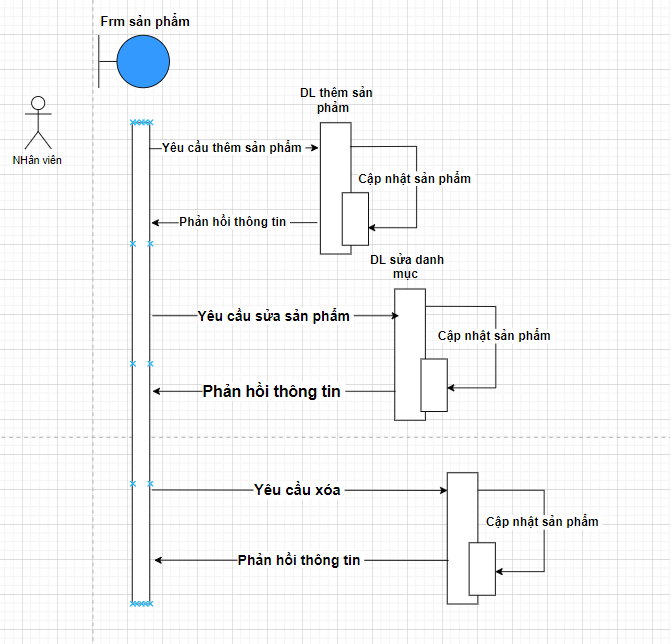 Frm sản phẩm
NHân viên
DL thêm sản
phẩm
Yêu cầu thêm sản phẩm
Cập nhật sản phẩm
Phản hồi thông tin
DL sửa danh
mục
Yêu cầu sửa sản phẩm
Cập nhật sản phẩm
Phản hồi thông tin
Yêu cầu xóa
Cập nhật sản phẩm
Phản hồi thông tin